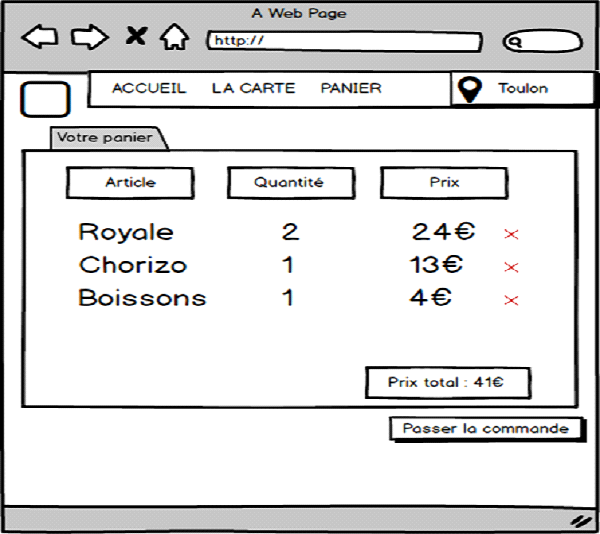 A Web Page
http://
ACCUEIL LA CARTE PANIER Toulon
Votre panier
Article Quantité Prix
Royale 2 24€
Chorizo 1 13€
Boissons 1 4€
Prix total : 41€
Passer la commande